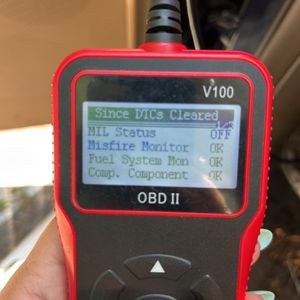 V100
Since DTCs Cleared
MIL Status OFF
Misfire Monitor OK
Fuel System Mon OK
Comp. Component OK
OBD II